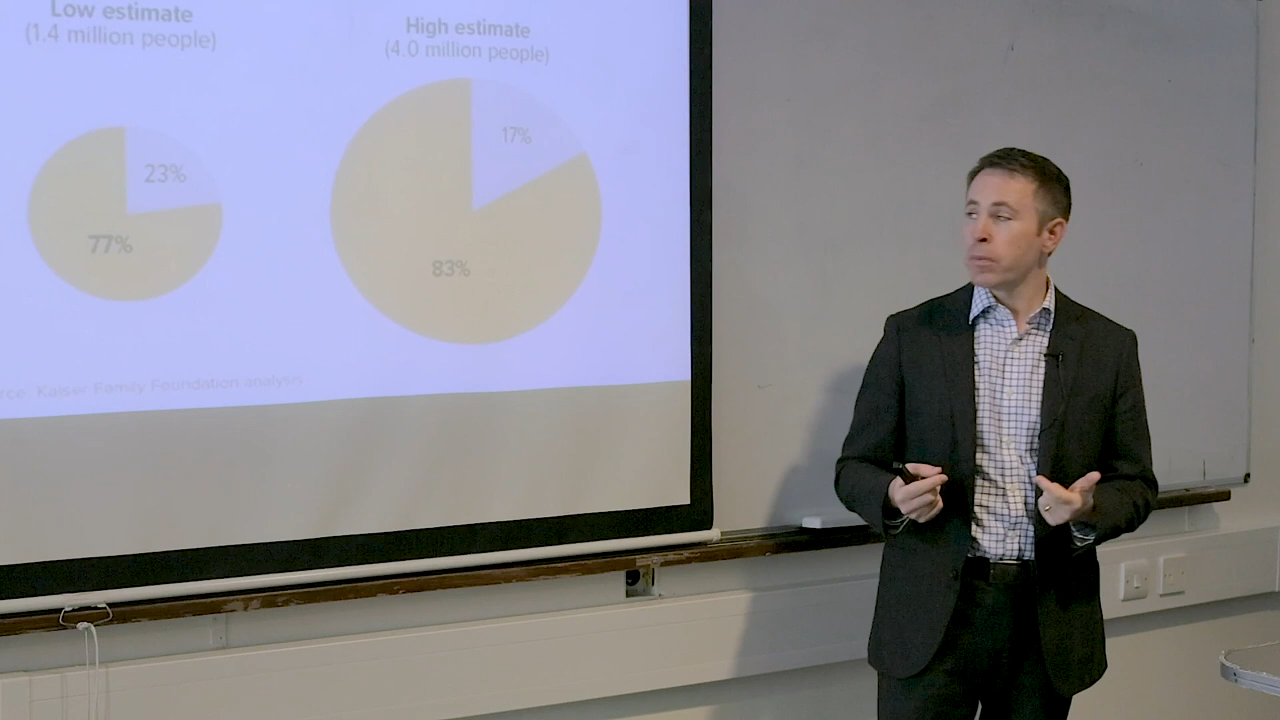 Low estimate
(1.4 million people)
23%
77%
High estimate
(4.0 million people)
17%
83%
Kaiser Family Foundation analysis